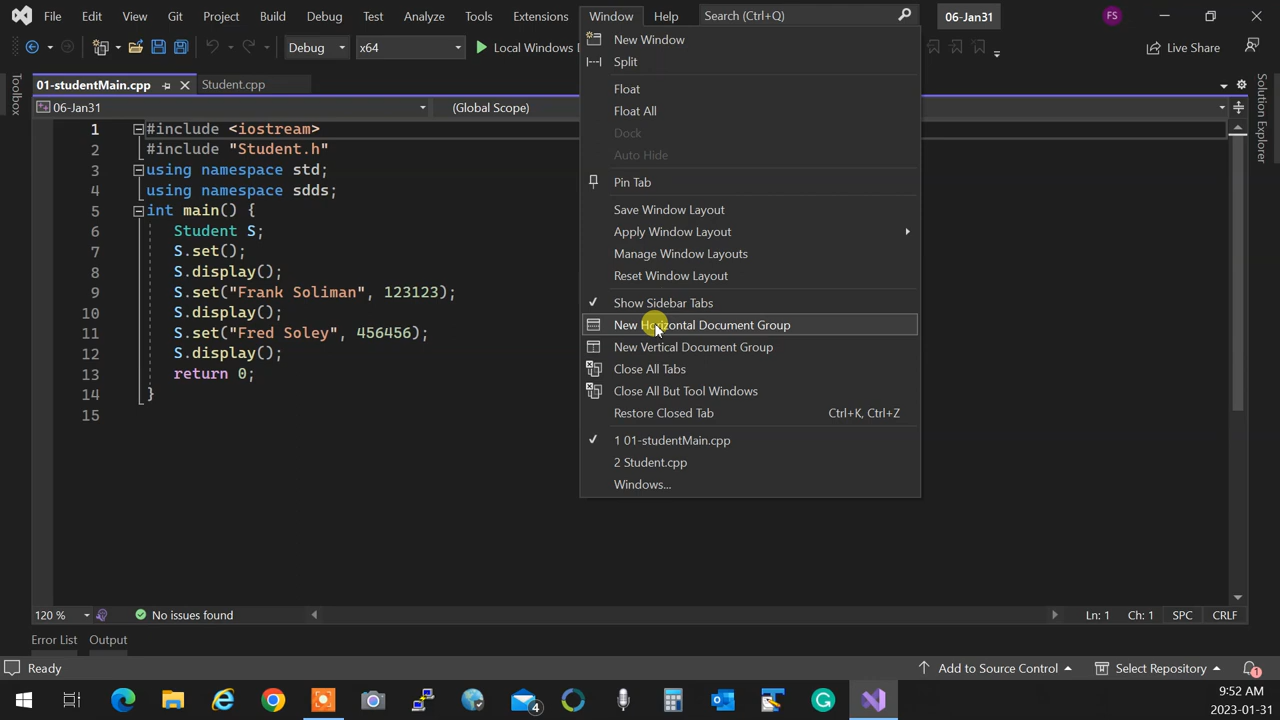 File Edit View Git Project Build Debug Test Analyze Tools Extensions Window Help Search (Ctrl+Q) 06-Jan31 FS
Debug x64 Local Windows D Live Share
01-studentMain.cpp Student.cpp
06-Jan31 (Global Scope)
Toolbox
Solution Explorer
1 #include <iostream>
2 #include "Student.h"
3 using namespace std;
4 using namespace sdds;
5 int main() {
6 Student S;
7 S.set();
8 S.display();
9 S.set("Frank Soliman", 123123);
10 S.display();
11 S.set("Fred Soley", 456456);
12 S.display();
13 return 0;
14 }
15
New Window
Split
Float
Float All
Dock
Auto Hide
Pin Tab
Save Window Layout
Apply Window Layout
Manage Window Layouts
Reset Window Layout
Show Sidebar Tabs
New Horizontal Document Group
New Vertical Document Group
Close All Tabs
Close All But Tool Windows
Restore Closed Tab Ctrl+K, Ctrl+Z
1 01-studentMain.cpp
2 Student.cpp
Windows...
120 % No issues found Ln: 1 Ch: 1 SPC CRLF
Error List Output
Ready Add to Source Control Select Repository 1
4
9:52 AM
2023-01-31